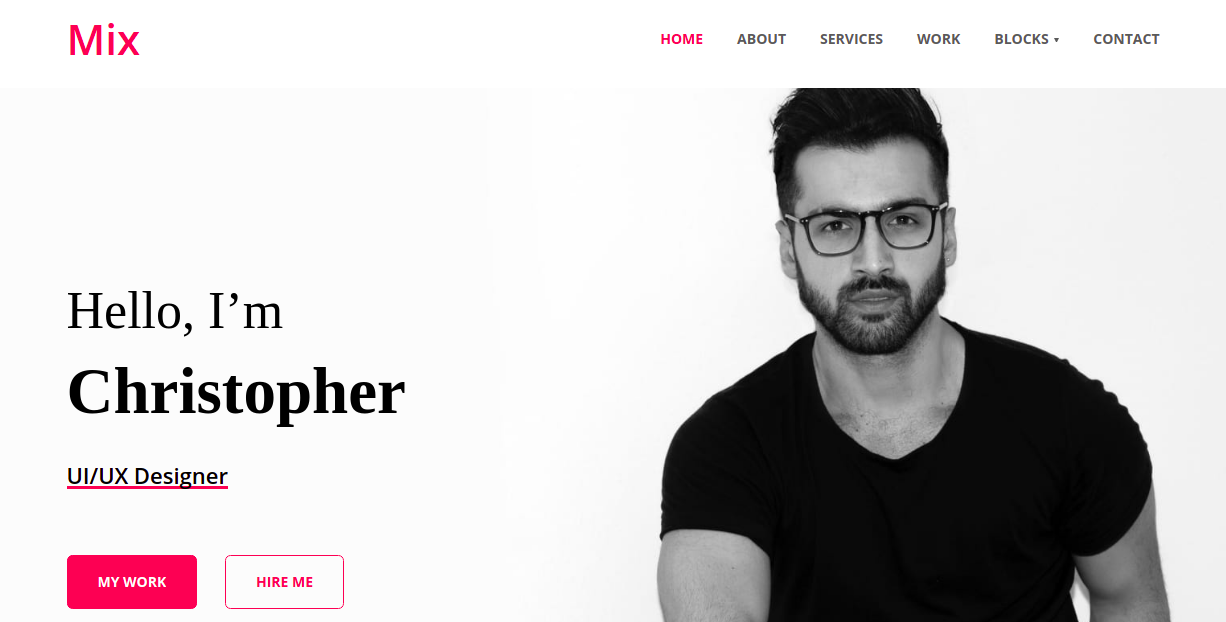 Mix
HOME ABOUT SERVICES WORK BLOCKS ▾ CONTACT
Hello, I’m
Christopher
UI/UX Designer
MY WORK HIRE ME